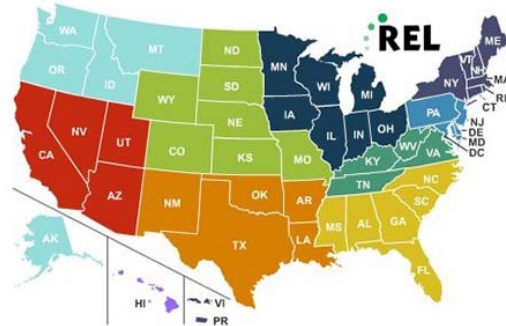 REL
WA
MT
ND
MN
ME
VT
NH
OR
ID
SD
WI
MI
NY
MA
RI
CT
WY
IA
PA
NJ
DE
MD
DC
NV
UT
NE
IL
IN
OH
CA
CO
KS
MO
KY
WV
VA
TN
NC
AZ
NM
OK
AR
SC
TX
LA
MS
AL
GA
FL
AK
HI
VI
PR